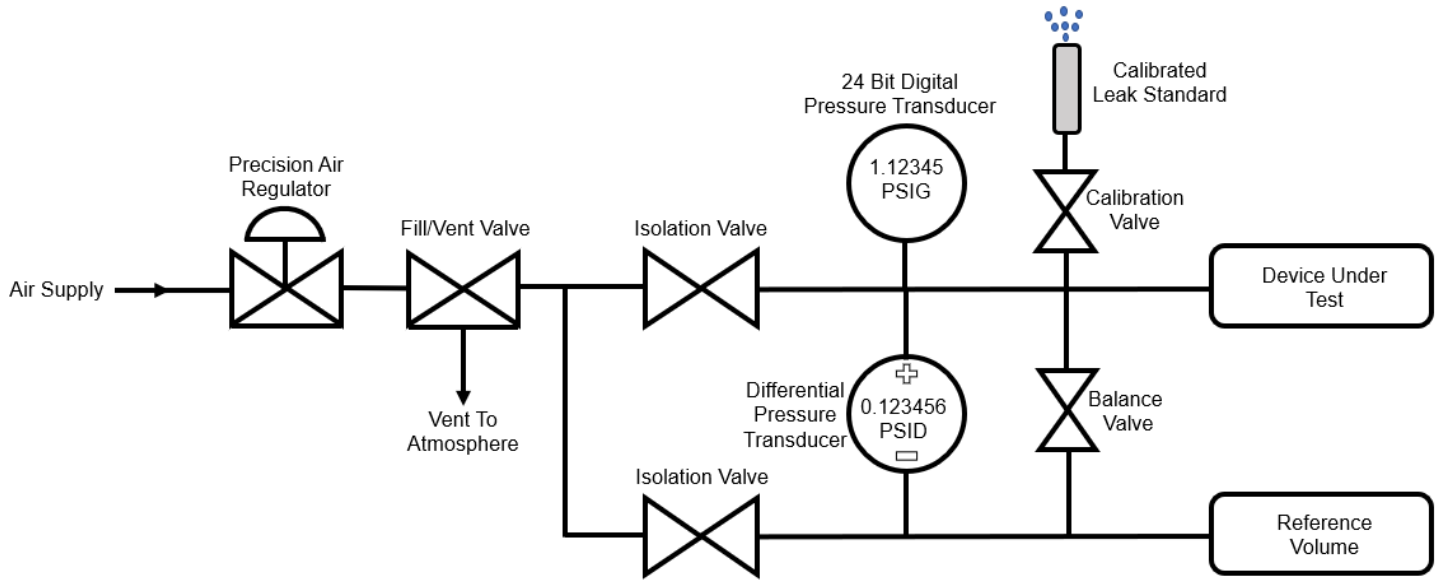 24 Bit Digital
Pressure Transducer
Calibrated
Leak Standard
Precision Air
Regulator
1.12345
PSIG
Calibration
Valve
Fill/Vent Valve
Isolation Valve
Air Supply
Device Under
Test
Differential
Pressure
Transducer
0.123456
PSID
Balance
Valve
Vent To
Atmosphere
Isolation Valve
Reference
Volume